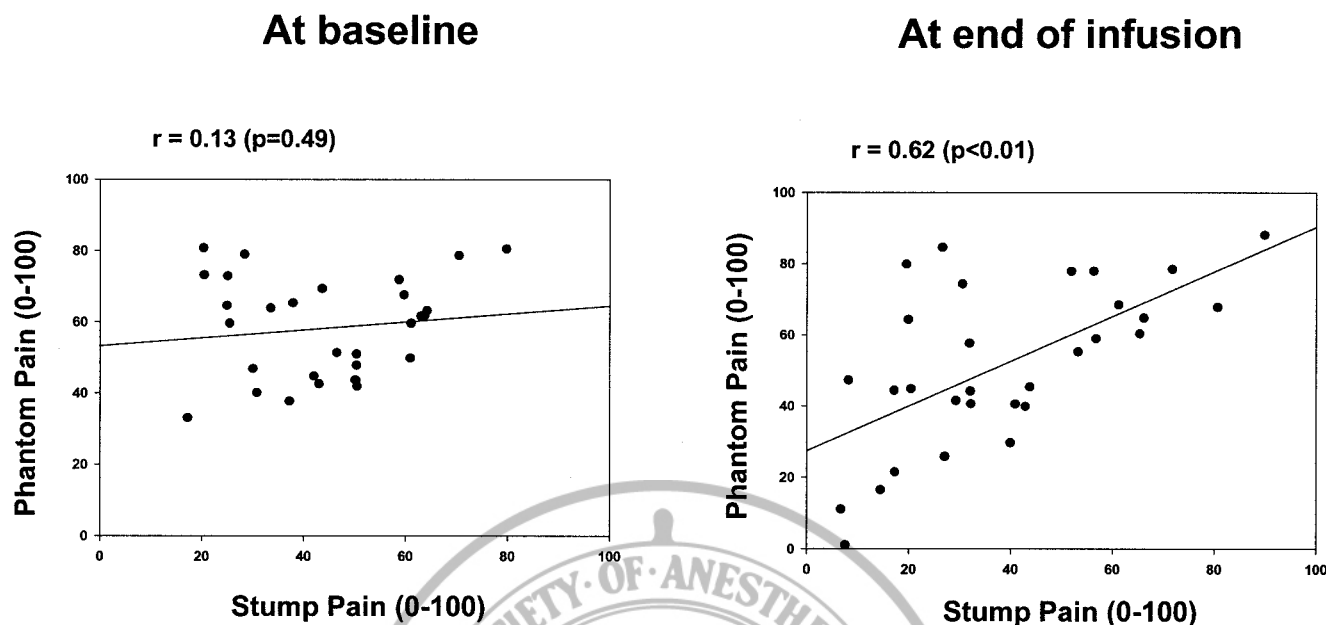 At baseline
At end of infusion
r = 0.13 (p=0.49)
r = 0.62 (p<0.01)
Phantom Pain (0-100)
100
80
60
40
20
0
0 20 40 60 80 100
Stump Pain (0-100)
Phantom Pain (0-100)
100
80
60
40
20
0
0 20 40 60 80 100
Stump Pain (0-100)
OF